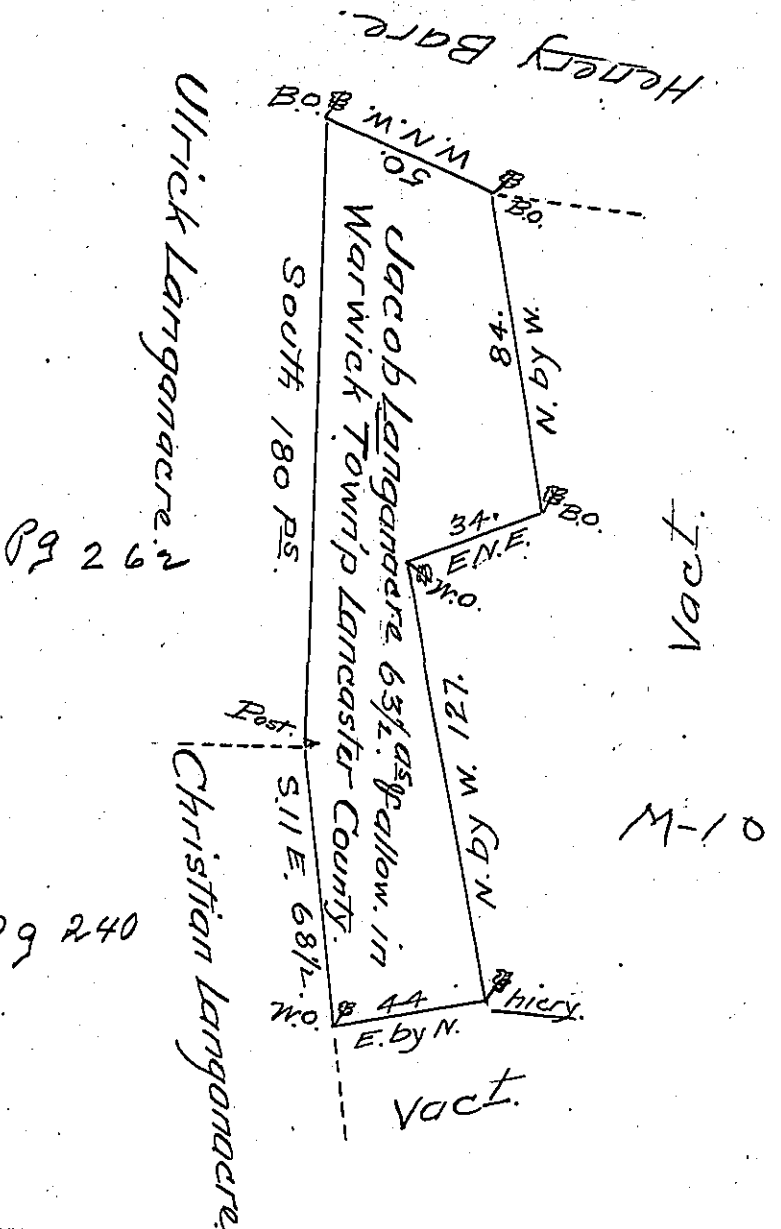 Henery Bare.
B.O.
W.N.W.
50.
B.O.
Ulrick Langanacre.
South 180 Ps.
Jacob Langanacre 63½ as & allow. in
Warwick Town'p Lancaster County.
N. by W.
84.
B.O.
34.
E.N.E.
W.O.
Vact.
Pg 262
N. by W. 127.
M-10
Post.
S. 11 E. 68½.
Christian Langanacre
Pg 240
W.O.
44
E. by N.
hicry.
Vact.